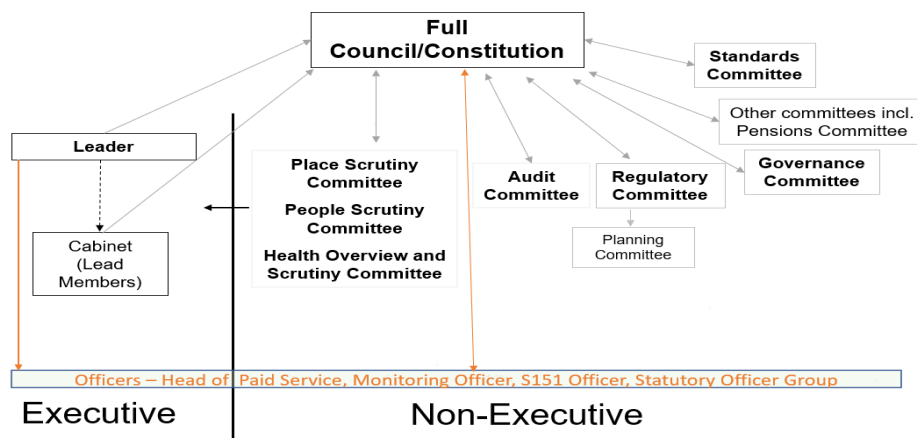 Full
Council/Constitution
Standards
Committee
Other committees incl.
Pensions Committee
Leader
Place Scrutiny
Committee
People Scrutiny
Committee
Health Overview and
Scrutiny Committee
Audit
Committee
Regulatory
Committee
Governance
Committee
Planning
Committee
Cabinet
(Lead
Members)
Officers – Head of Paid Service, Monitoring Officer, S151 Officer, Statutory Officer Group
Executive
Non-Executive